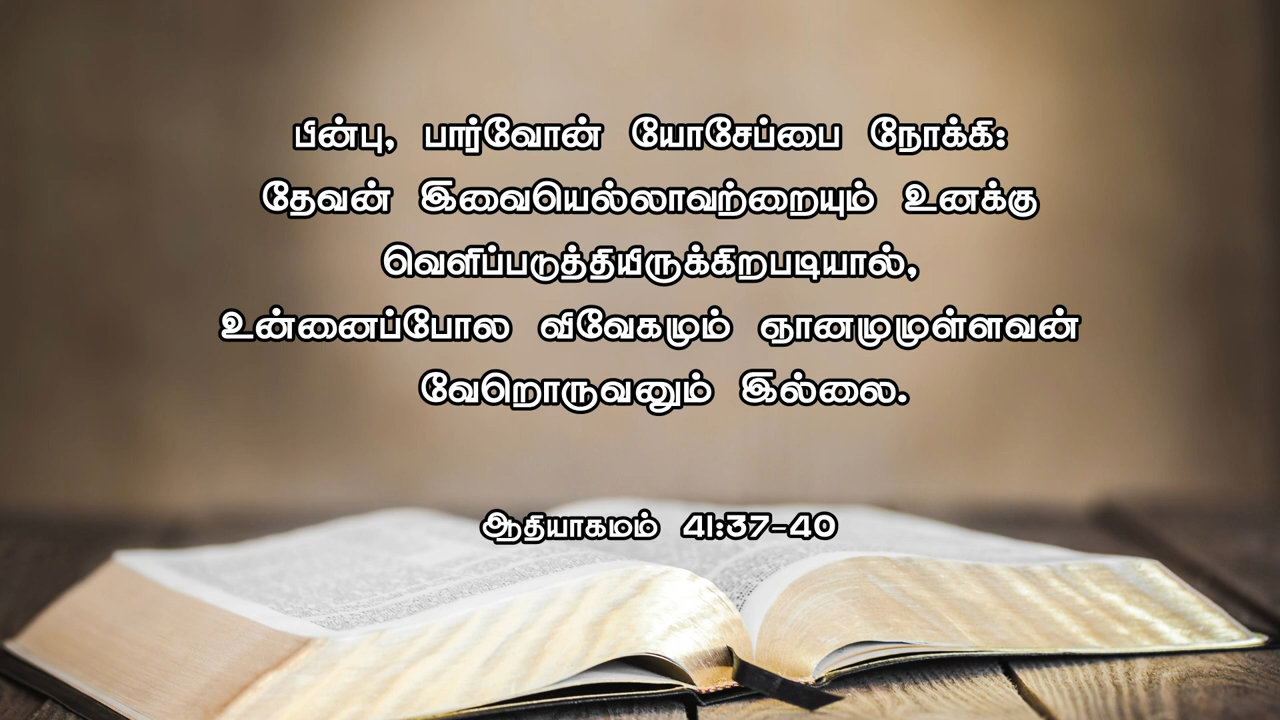 பின்பு, பார்வோன் யோசேப்பை நோக்கி:
தேவன் இவையெல்லாவற்றையும் உனக்கு
வெளிப்படுத்தியிருக்கிறபடியால்,
உன்னைப்போல விவேகமும் ஞானமுமுள்ளவன்
வேறொருவனும் இல்லை.
ஆதியாகமம் 41:37-40